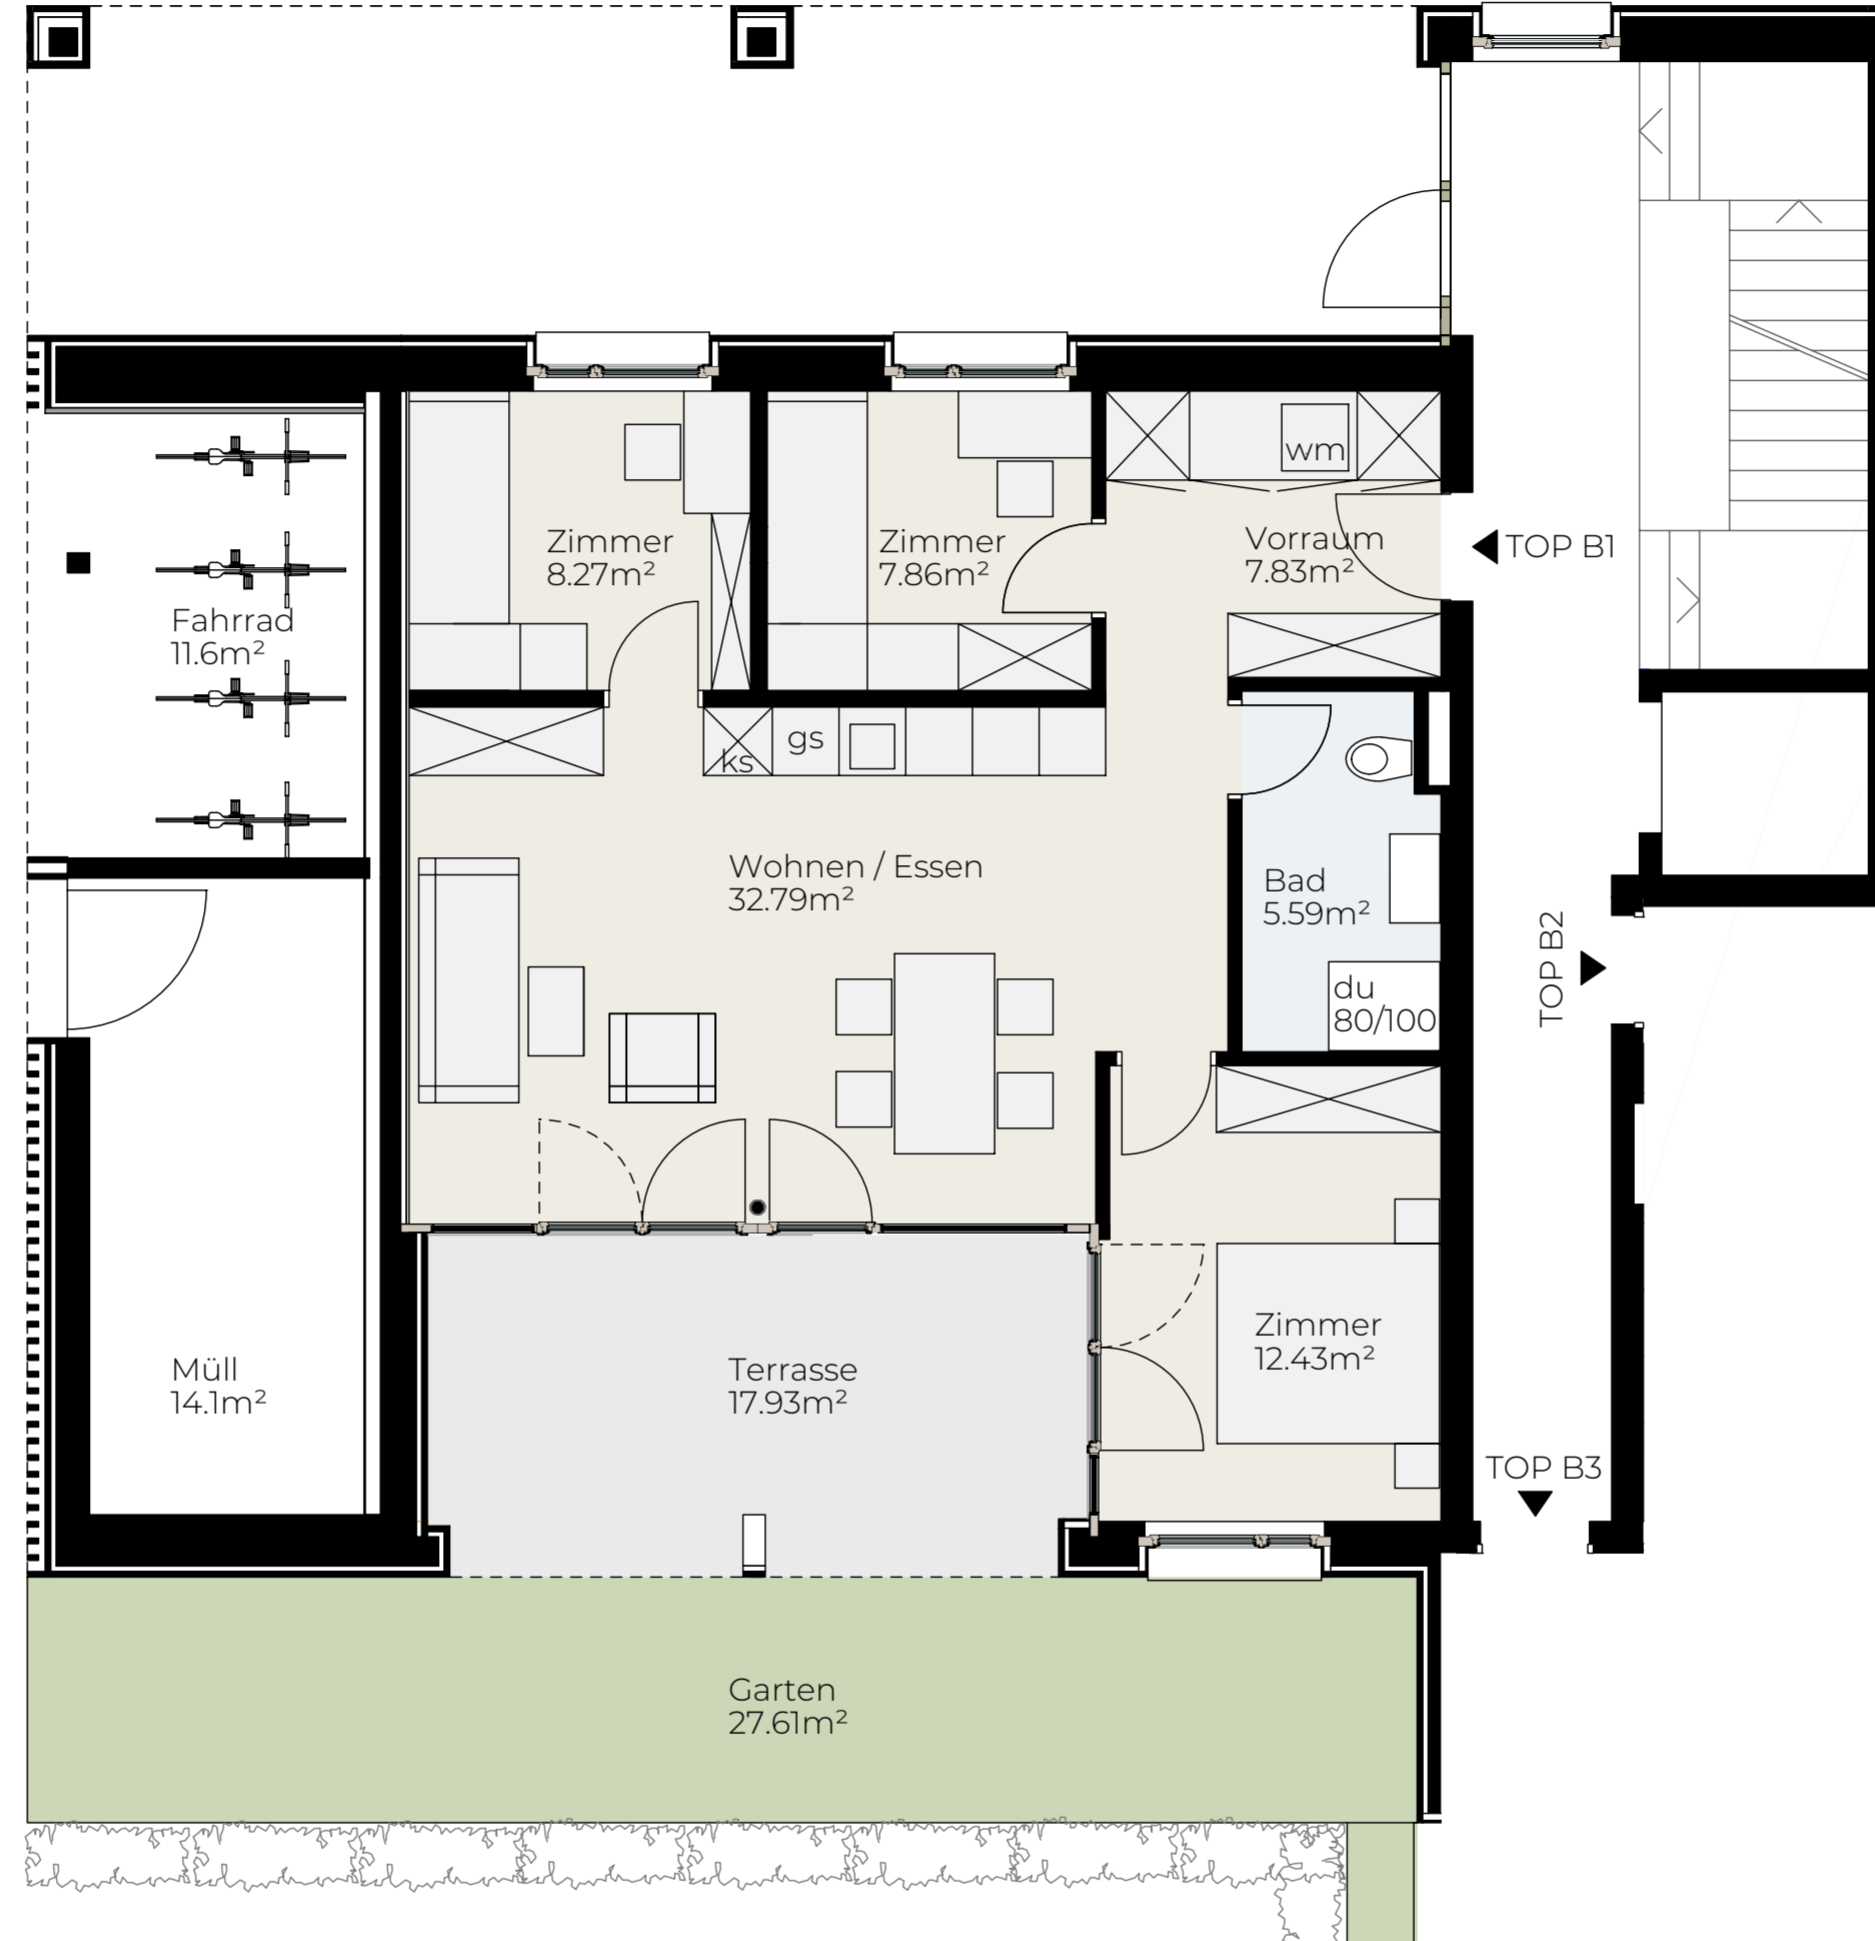 wm
Zimmer
8.27m²
Zimmer
7.86m²
Vorraum
7.83m²
TOP B1
Fahrrad
11.6m²
ks
gs
Wohnen / Essen
32.79m²
Bad
5.59m²
TOP B2
du
80/100
Zimmer
12.43m²
Müll
14.1m²
Terrasse
17.93m²
TOP B3
Garten
27.61m²